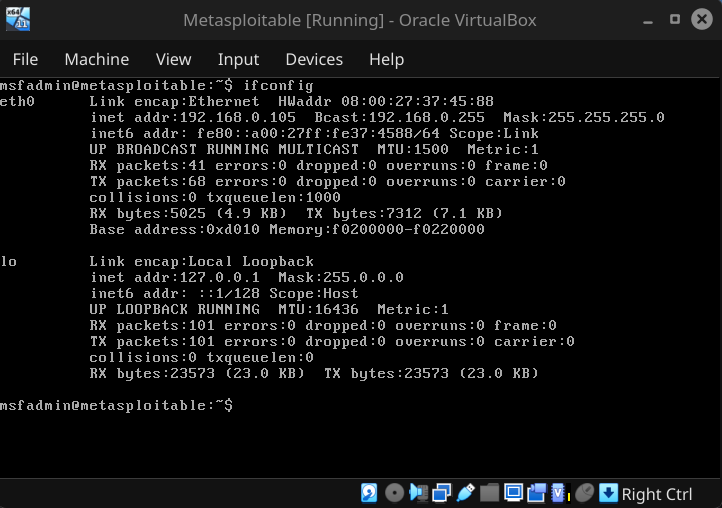 Metasploitable [Running] - Oracle VirtualBox
File Machine View Input Devices Help
msfadmin@metasploitable:~$ ifconfig
eth0      Link encap:Ethernet  HWaddr 08:00:27:37:45:88
          inet addr:192.168.0.105  Bcast:192.168.0.255  Mask:255.255.255.0
          inet6 addr: fe80::a00:27ff:fe37:4588/64 Scope:Link
          UP BROADCAST RUNNING MULTICAST  MTU:1500  Metric:1
          RX packets:41 errors:0 dropped:0 overruns:0 frame:0
          TX packets:68 errors:0 dropped:0 overruns:0 carrier:0
          collisions:0 txqueuelen:1000
          RX bytes:5025 (4.9 KB)  TX bytes:7312 (7.1 KB)
          Base address:0xd010 Memory:f0200000-f0220000
lo        Link encap:Local Loopback
          inet addr:127.0.0.1  Mask:255.0.0.0
          inet6 addr: ::1/128 Scope:Host
          UP LOOPBACK RUNNING  MTU:16436  Metric:1
          RX packets:101 errors:0 dropped:0 overruns:0 frame:0
          TX packets:101 errors:0 dropped:0 overruns:0 carrier:0
          collisions:0 txqueuelen:0
          RX bytes:23573 (23.0 KB)  TX bytes:23573 (23.0 KB)
msfadmin@metasploitable:~$
Right Ctrl